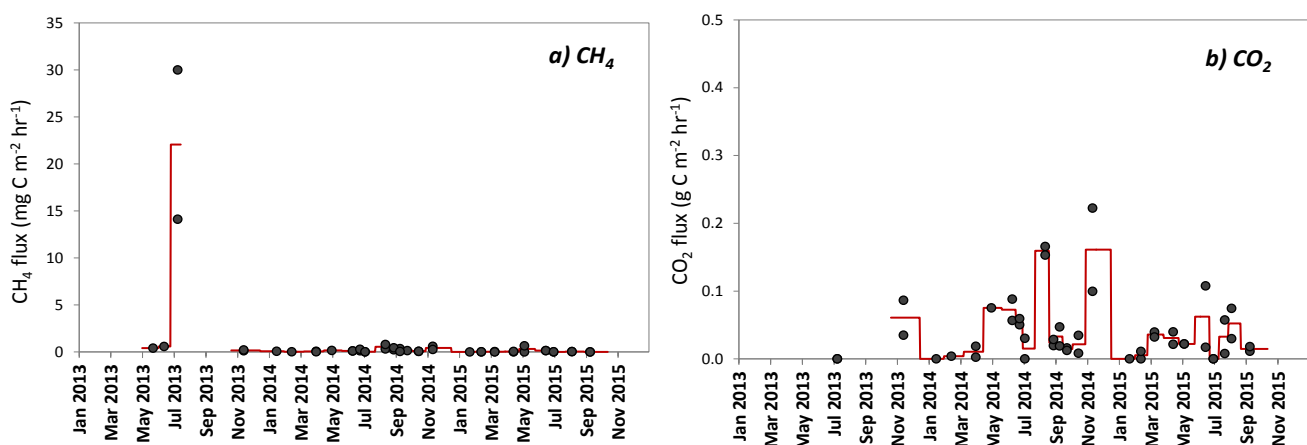 a) CH4
CH4 flux (mg C m-2 hr-1)
35
30
25
20
15
10
5
0
Jan 2013
Mar 2013
May 2013
Jul 2013
Sep 2013
Nov 2013
Jan 2014
Mar 2014
May 2014
Jul 2014
Sep 2014
Nov 2014
Jan 2015
Mar 2015
May 2015
Jul 2015
Sep 2015
Nov 2015
b) CO2
CO2 flux (g C m-2 hr-1)
0.5
0.4
0.3
0.2
0.1
0.0
Jan 2013
Mar 2013
May 2013
Jul 2013
Sep 2013
Nov 2013
Jan 2014
Mar 2014
May 2014
Jul 2014
Sep 2014
Nov 2014
Jan 2015
Mar 2015
May 2015
Jul 2015
Sep 2015
Nov 2015